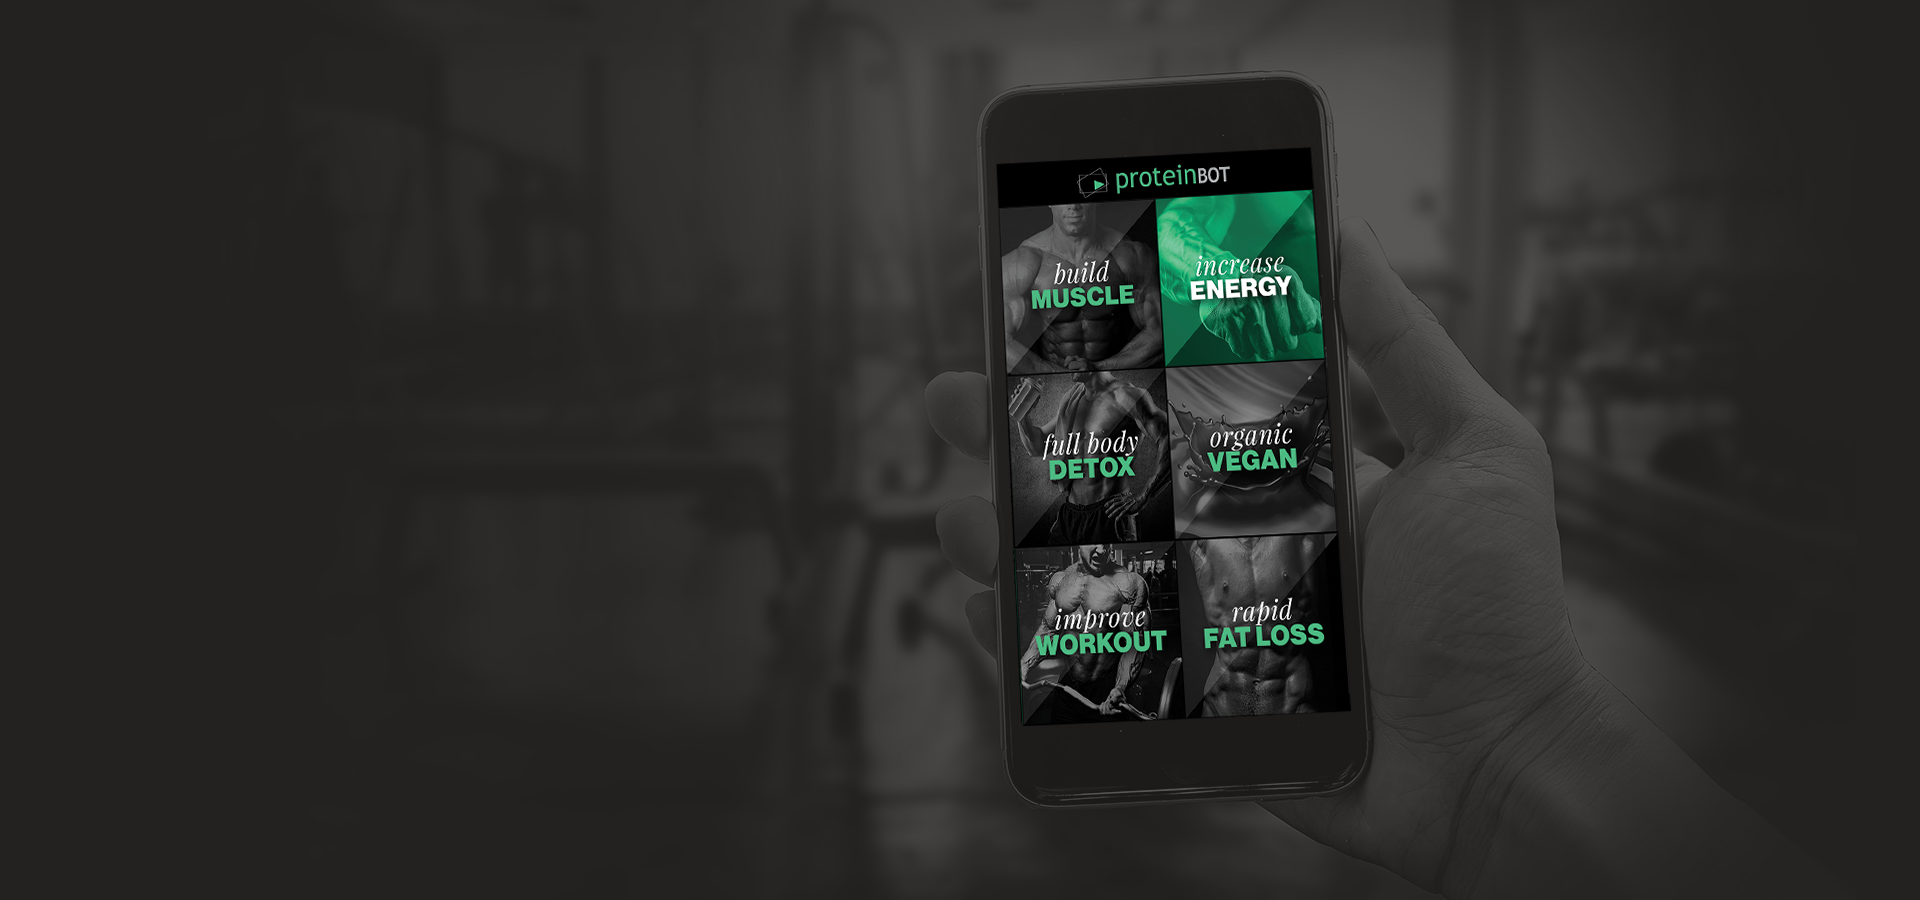 proteinBOT
build
MUSCLE
increase
ENERGY
full body
DETOX
organic
VEGAN
improve
WORKOUT
rapid
FAT LOSS